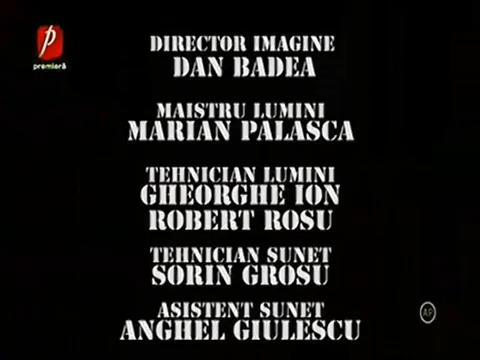 p
premieră
DIRECTOR IMAGINE
DAN BADEA
MAISTRU LUMINI
MARIAN PALASCA
TEHNICIAN LUMINI
GHEORGHE ION
ROBERT ROSU
TEHNICIAN SUNET
SORIN GROSU
ASISTENT SUNET
ANGHEL GIULESCU
AP